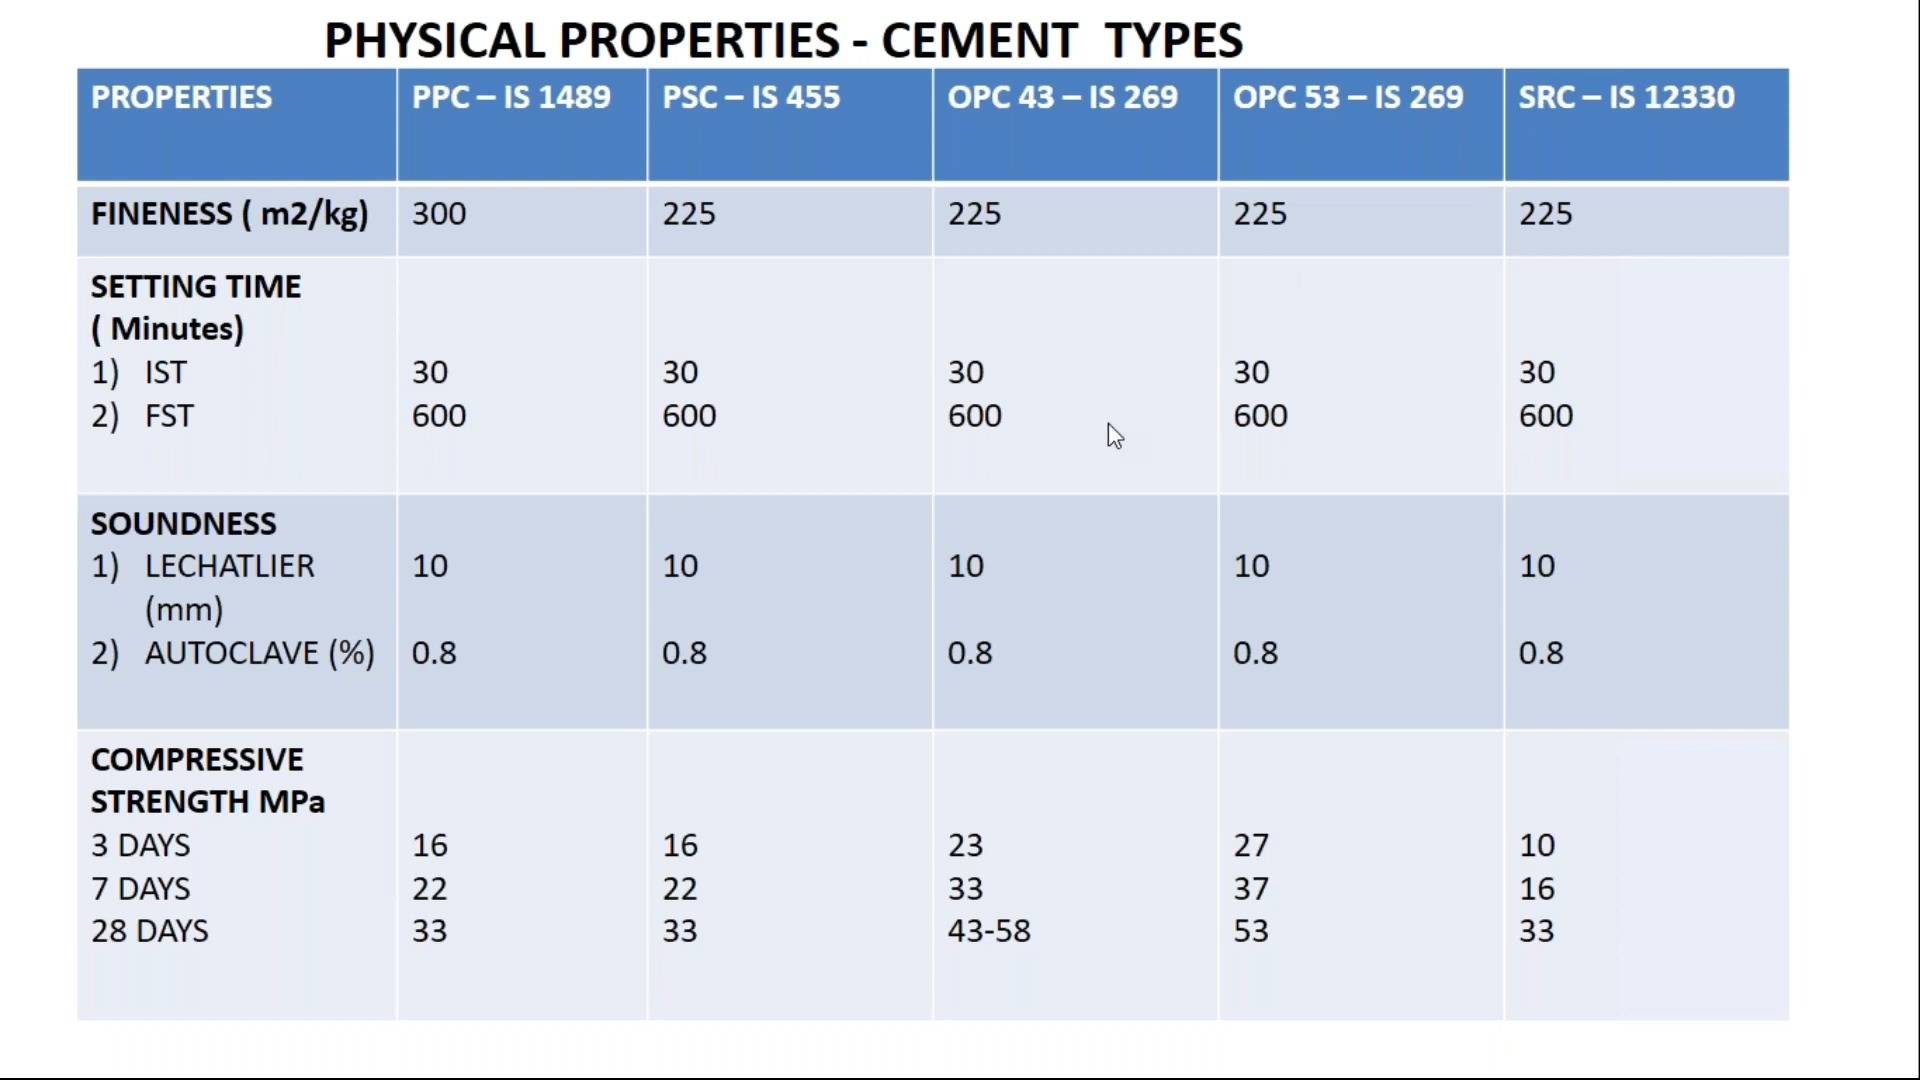 PHYSICAL PROPERTIES - CEMENT TYPES
PROPERTIES PPC – IS 1489 PSC – IS 455 OPC 43 – IS 269 OPC 53 – IS 269 SRC – IS 12330
FINENESS ( m2/kg) 300 225 225 225 225
SETTING TIME
( Minutes)
1) IST 30 30 30 30 30
2) FST 600 600 600 600 600
SOUNDNESS
1) LECHATLIER 10 10 10 10 10
(mm)
2) AUTOCLAVE (%) 0.8 0.8 0.8 0.8 0.8
COMPRESSIVE
STRENGTH MPa
3 DAYS 16 16 23 27 10
7 DAYS 22 22 33 37 16
28 DAYS 33 33 43-58 53 33